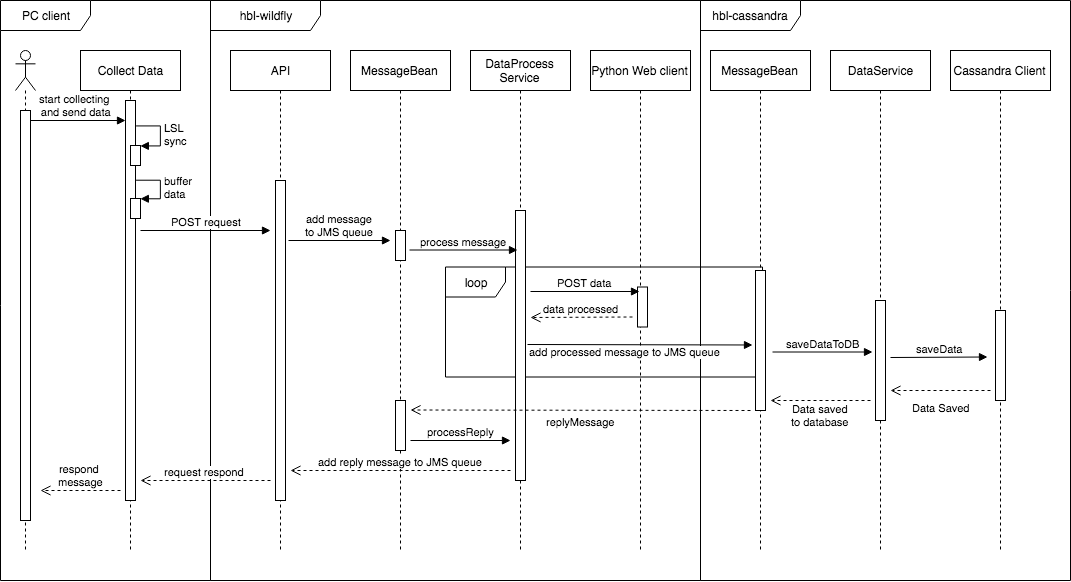 PC client
hbl-wildfly
hbl-cassandra
Collect Data
API
MessageBean
DataProcess
Service
Python Web client
MessageBean
DataService
Cassandra Client
start collecting
and send data
LSL
sync
buffer
data
POST request
add message
to JMS queue
process message
loop
POST data
data processed
add processed message to JMS queue
saveDataToDB
saveData
Data saved
to database
Data Saved
replyMessage
processReply
add reply message to JMS queue
request respond
respond
message